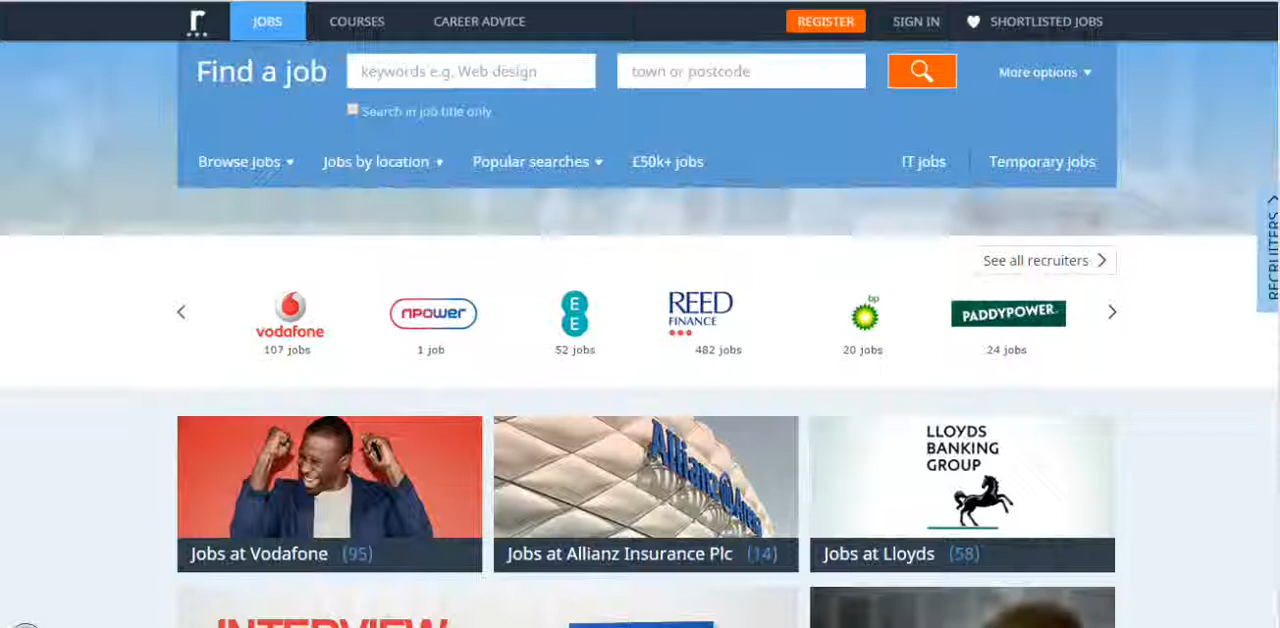 r
JOBS COURSES CAREER ADVICE REGISTER SIGN IN SHORTLISTED JOBS
Find a job keywords e.g. Web design town or postcode More options
Search in job title only
Browse jobs Jobs by location Popular searches £50k+ jobs IT jobs Temporary jobs
RECRUITERS
See all recruiters
vodafone npower EE REED FINANCE bp PADDYPOWER.
107 jobs 1 job 52 jobs 482 jobs 20 jobs 24 jobs
Allianz Arena
LLOYDS
BANKING
GROUP
Jobs at Vodafone (95) Jobs at Allianz Insurance Plc (14) Jobs at Lloyds (58)
INTERVIEW